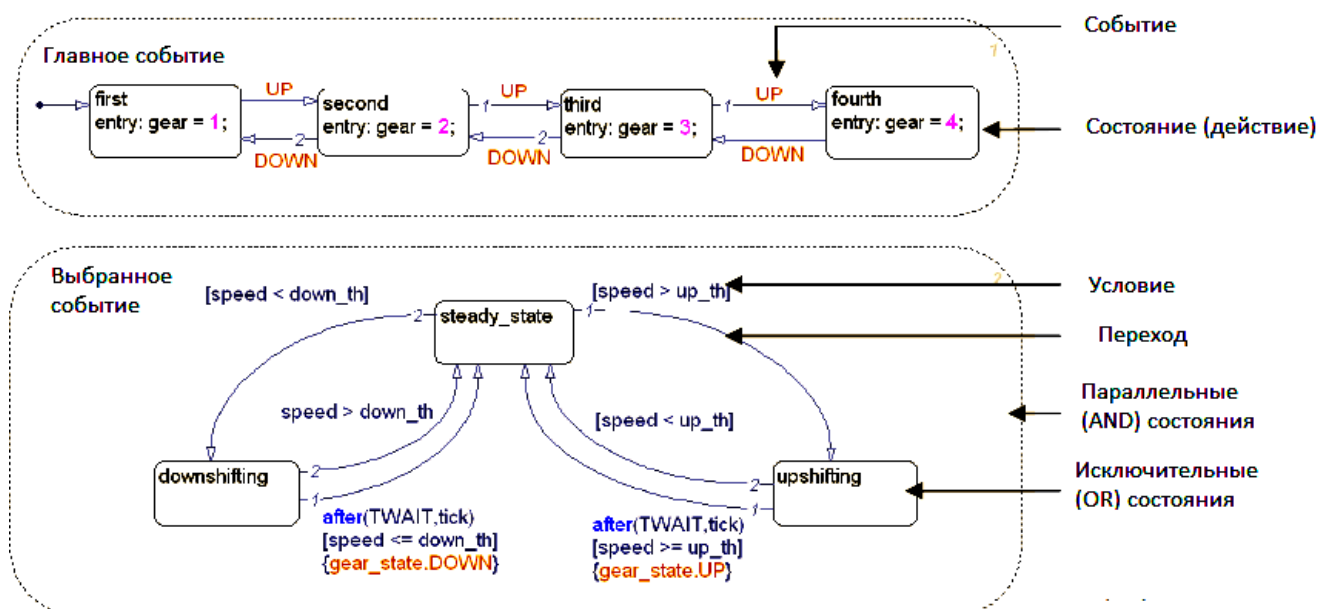 Событие
Главное событие
1
first
entry: gear = 1;
UP
2
DOWN
second
entry: gear = 2;
1
UP
2
DOWN
third
entry: gear = 3;
1
UP
DOWN
fourth
entry: gear = 4;
Состояние (действие)
Выбранное
событие
2
[speed < down_th]
[speed > up_th]
Условие
2
steady_state
1
Переход
speed > down_th
[speed < up_th]
Параллельные
(AND) состояния
downshifting
2
1
2
1
upshifting
Исключительные
(OR) состояния
after(TWAIT,tick)
[speed <= down_th]
{gear_state.DOWN}
after(TWAIT,tick)
[speed >= up_th]
{gear_state.UP}